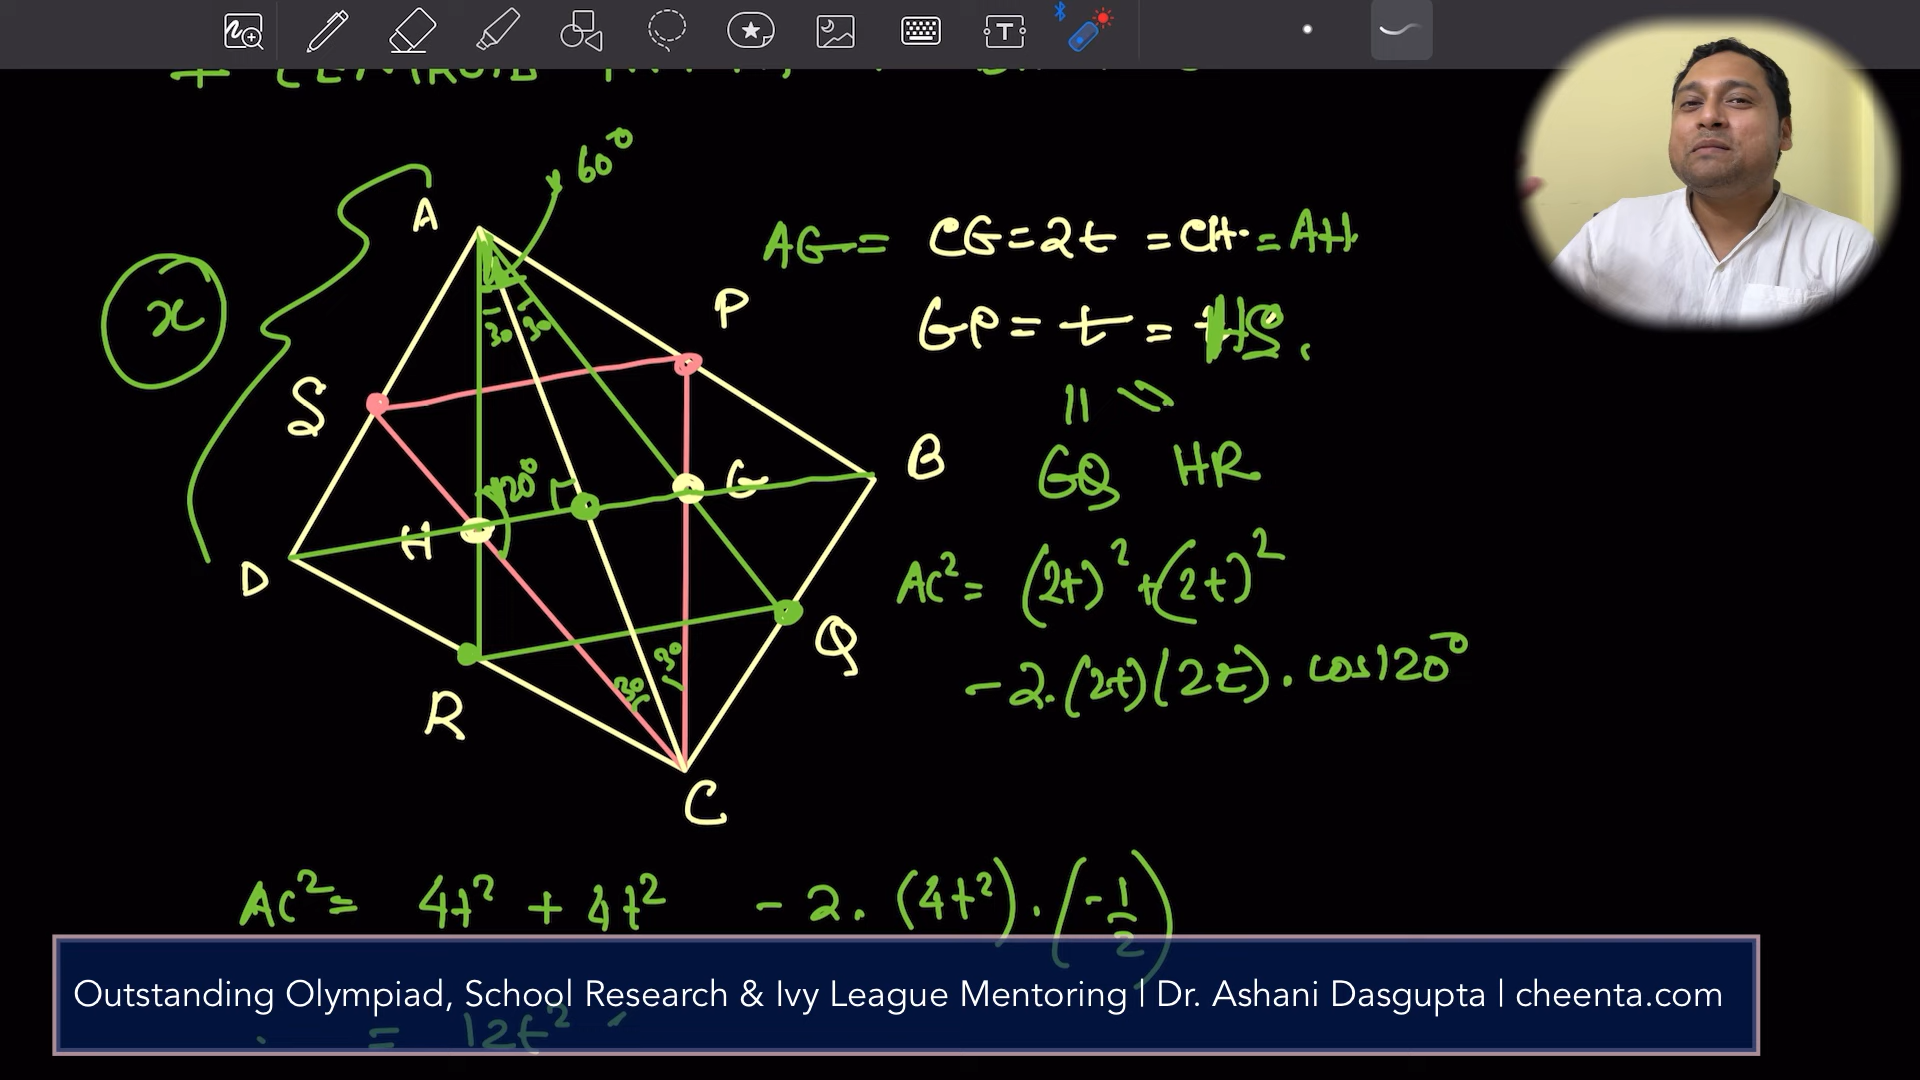 60°
A
AG = CG = 2t = CH = AH
x
P
30 30
GP = t = HS.
S
B
G
120°
GQ HR
H
D
AC² = (2t)² + (2t)²
Q
30
30
- 2.(2t)(2t). cos120°
R
C
AC² = 4t² + 4t² - 2. (4t²). (-1/2)
Outstanding Olympiad, School Research & Ivy League Mentoring | Dr. Ashani Dasgupta | cheenta.com
= 12t²